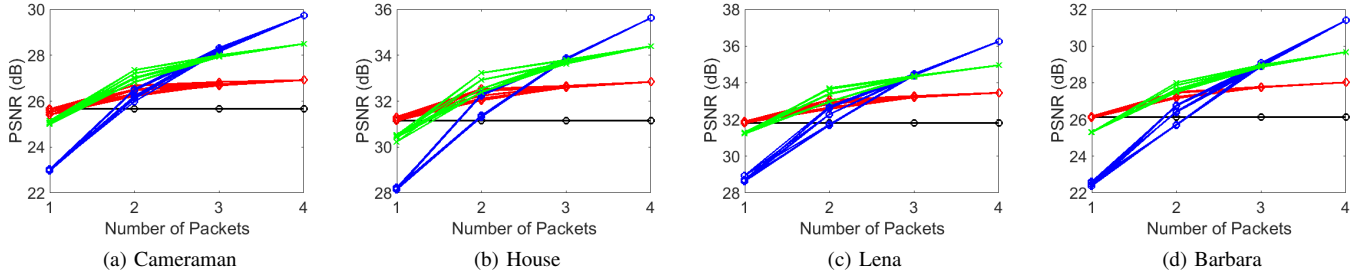 PSNR (dB)
30
28
26
24
22
1 2 3 4
Number of Packets
(a) Cameraman
PSNR (dB)
36
34
32
30
28
1 2 3 4
Number of Packets
(b) House
PSNR (dB)
38
36
34
32
30
28
1 2 3 4
Number of Packets
(c) Lena
PSNR (dB)
32
30
28
26
24
22
1 2 3 4
Number of Packets
(d) Barbara